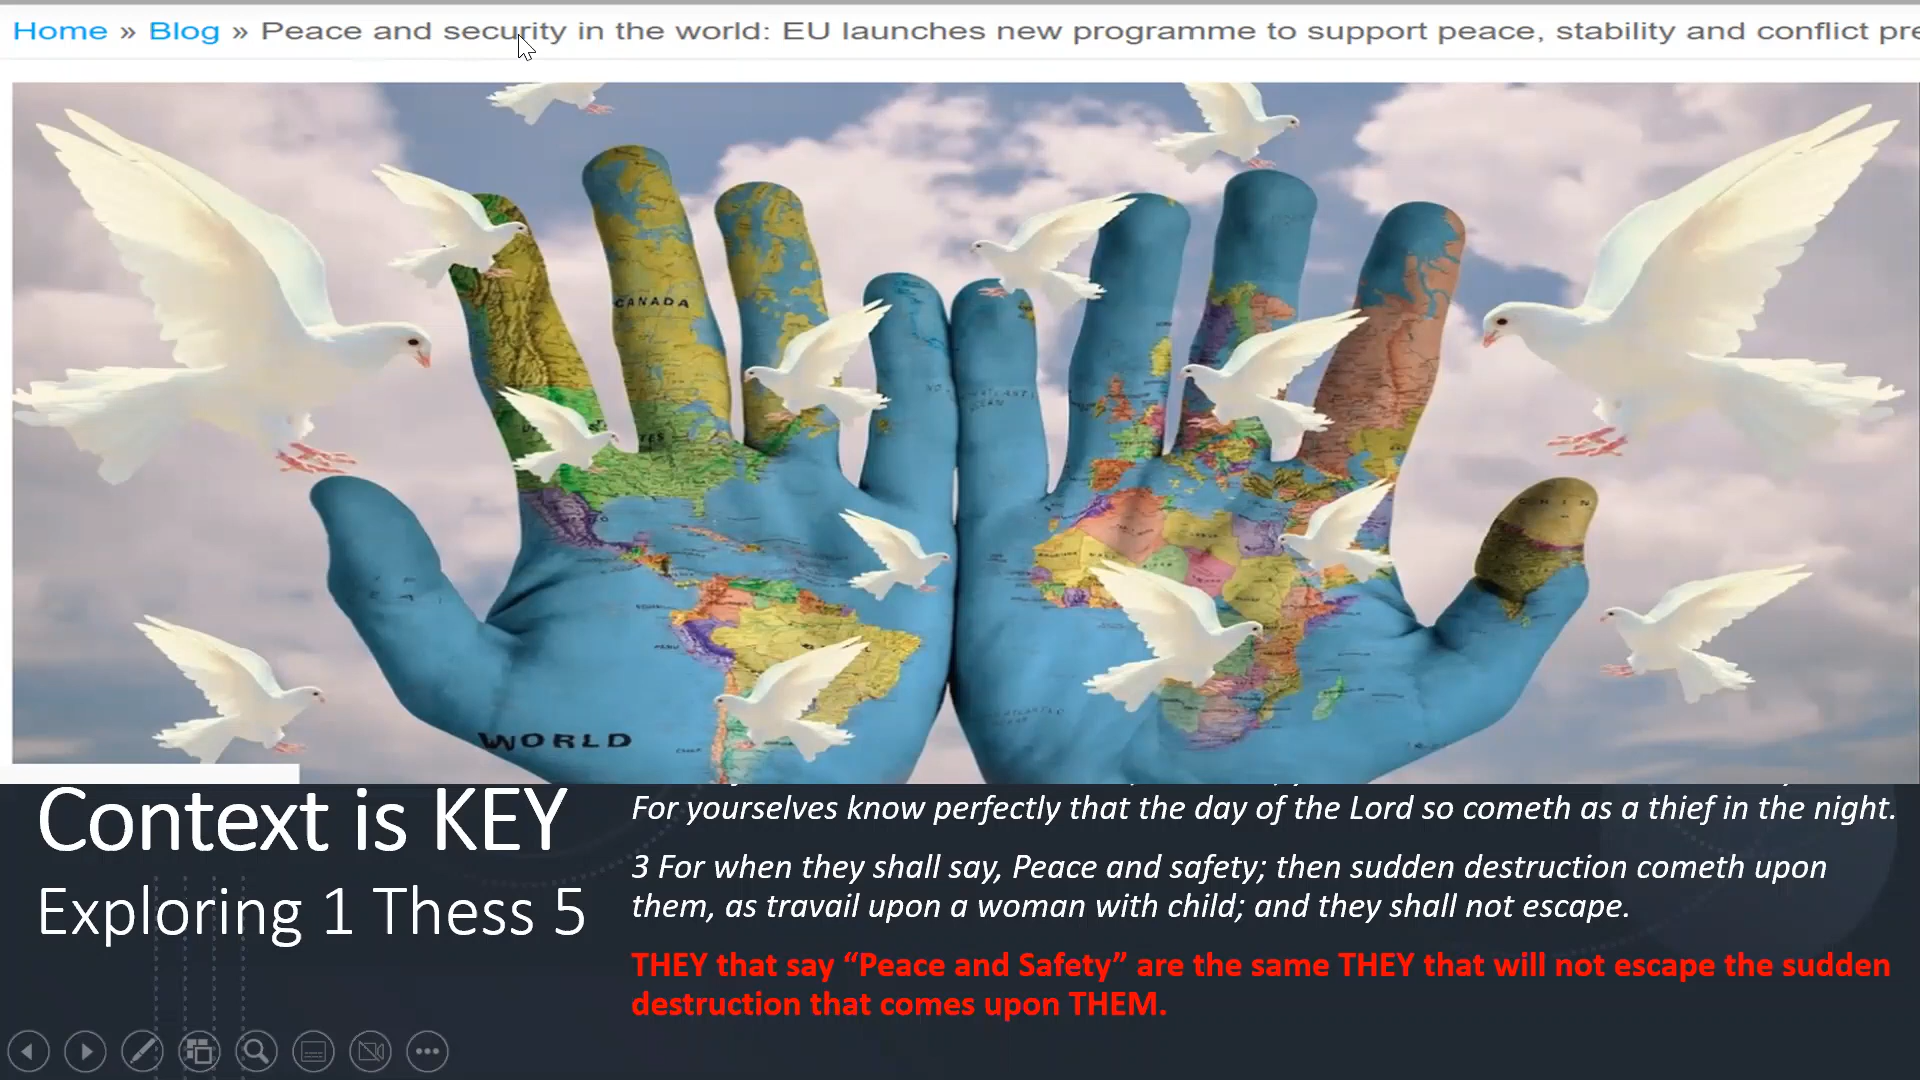 Home » Blog » Peace and security in the world: EU launches new programme to support peace, stability and conflict pre
CANADA
CHIN
WORLD
Context is KEY
Exploring 1 Thess 5
For yourselves know perfectly that the day of the Lord so cometh as a thief in the night.
3 For when they shall say, Peace and safety; then sudden destruction cometh upon
them, as travail upon a woman with child; and they shall not escape.
THEY that say “Peace and Safety” are the same THEY that will not escape the sudden
destruction that comes upon THEM.